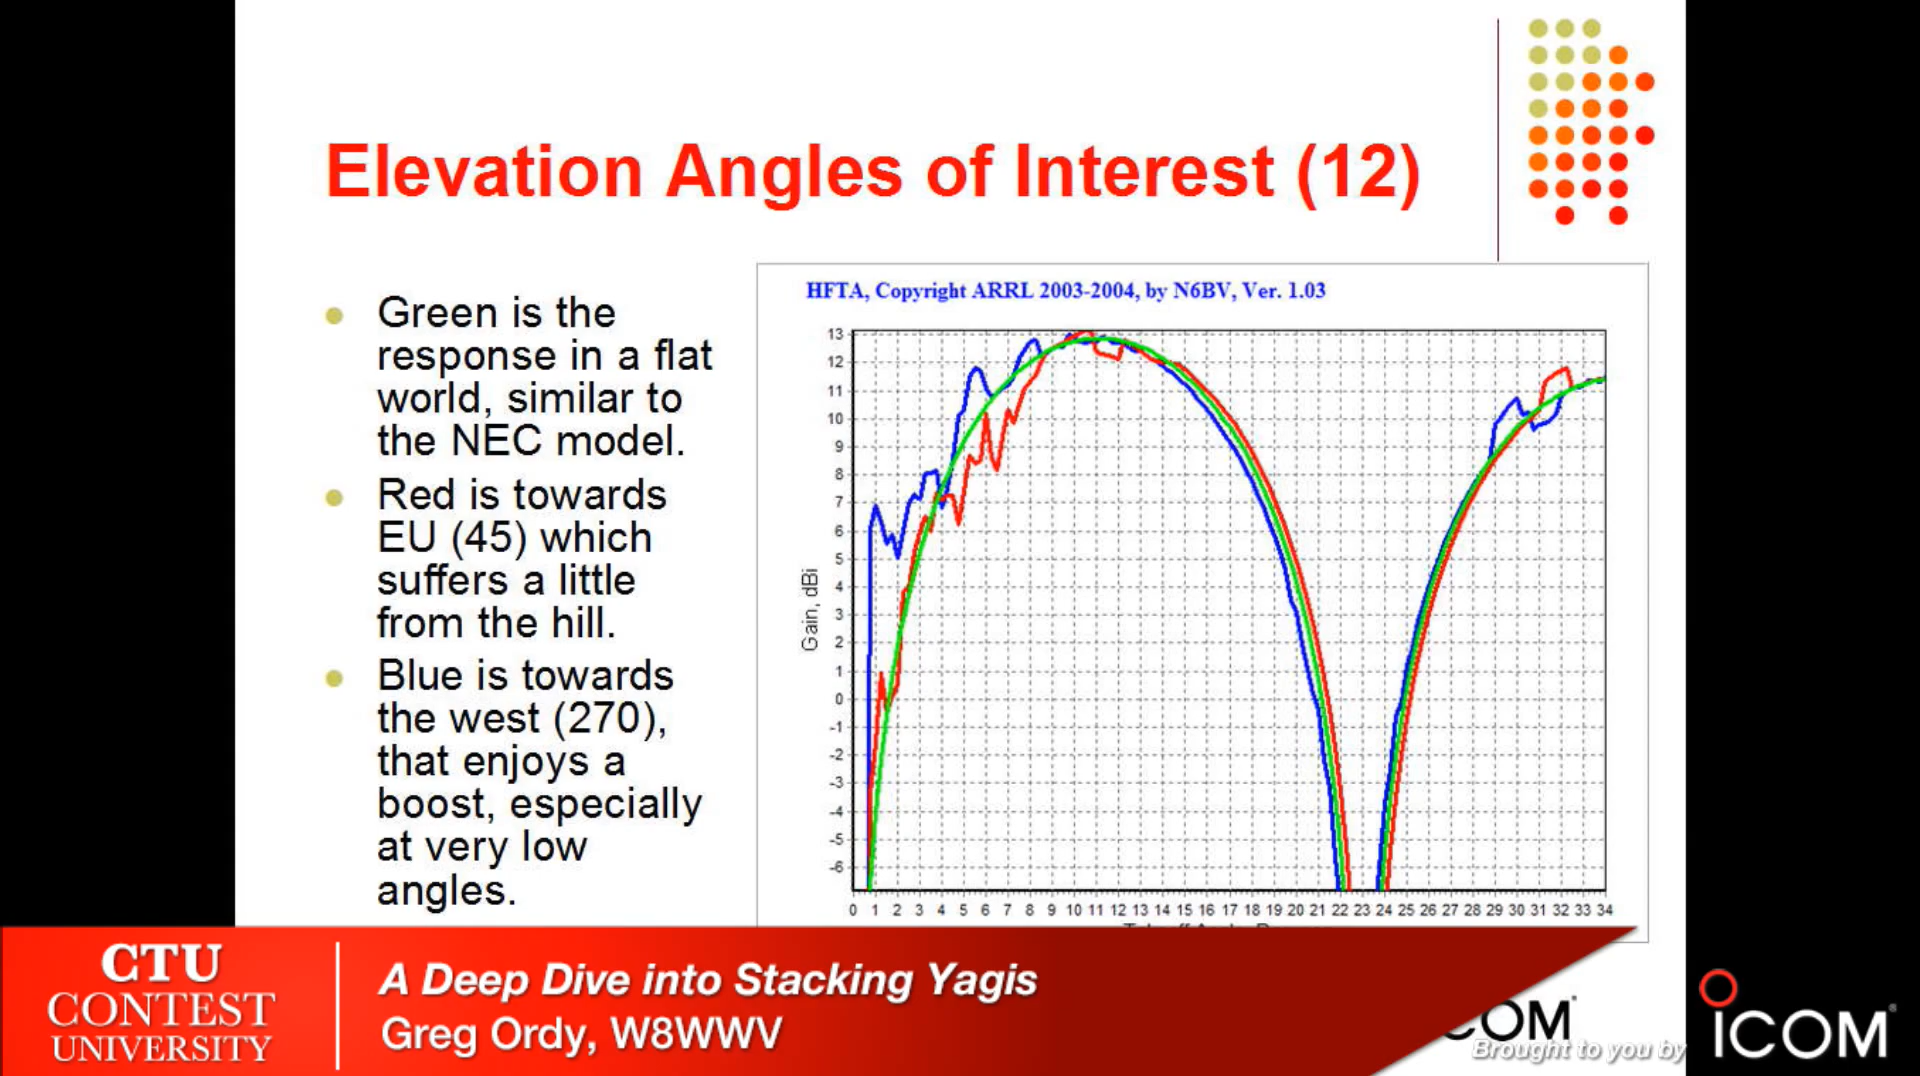 Elevation Angles of Interest (12)
Green is the
response in a flat
world, similar to
the NEC model.
Red is towards
EU (45) which
suffers a little
from the hill.
Blue is towards
the west (270),
that enjoys a
boost, especially
at very low
angles.
HFTA, Copyright ARRL 2003-2004, by N6BV, Ver. 1.03
Gain, dBi
13
12
11
10
9
8
7
6
5
4
3
2
1
0
-1
-2
-3
-4
-5
-6
0 1 2 3 4 5 6 7 8 9 10 11 12 13 14 15 16 17 18 19 20 21 22 23 24 25 26 27 28 29 30 31 32 33 34
CTU
CONTEST
UNIVERSITY
A Deep Dive into Stacking Yagis
Greg Ordy, W8WWV
COM
Brought to you by
ICOM